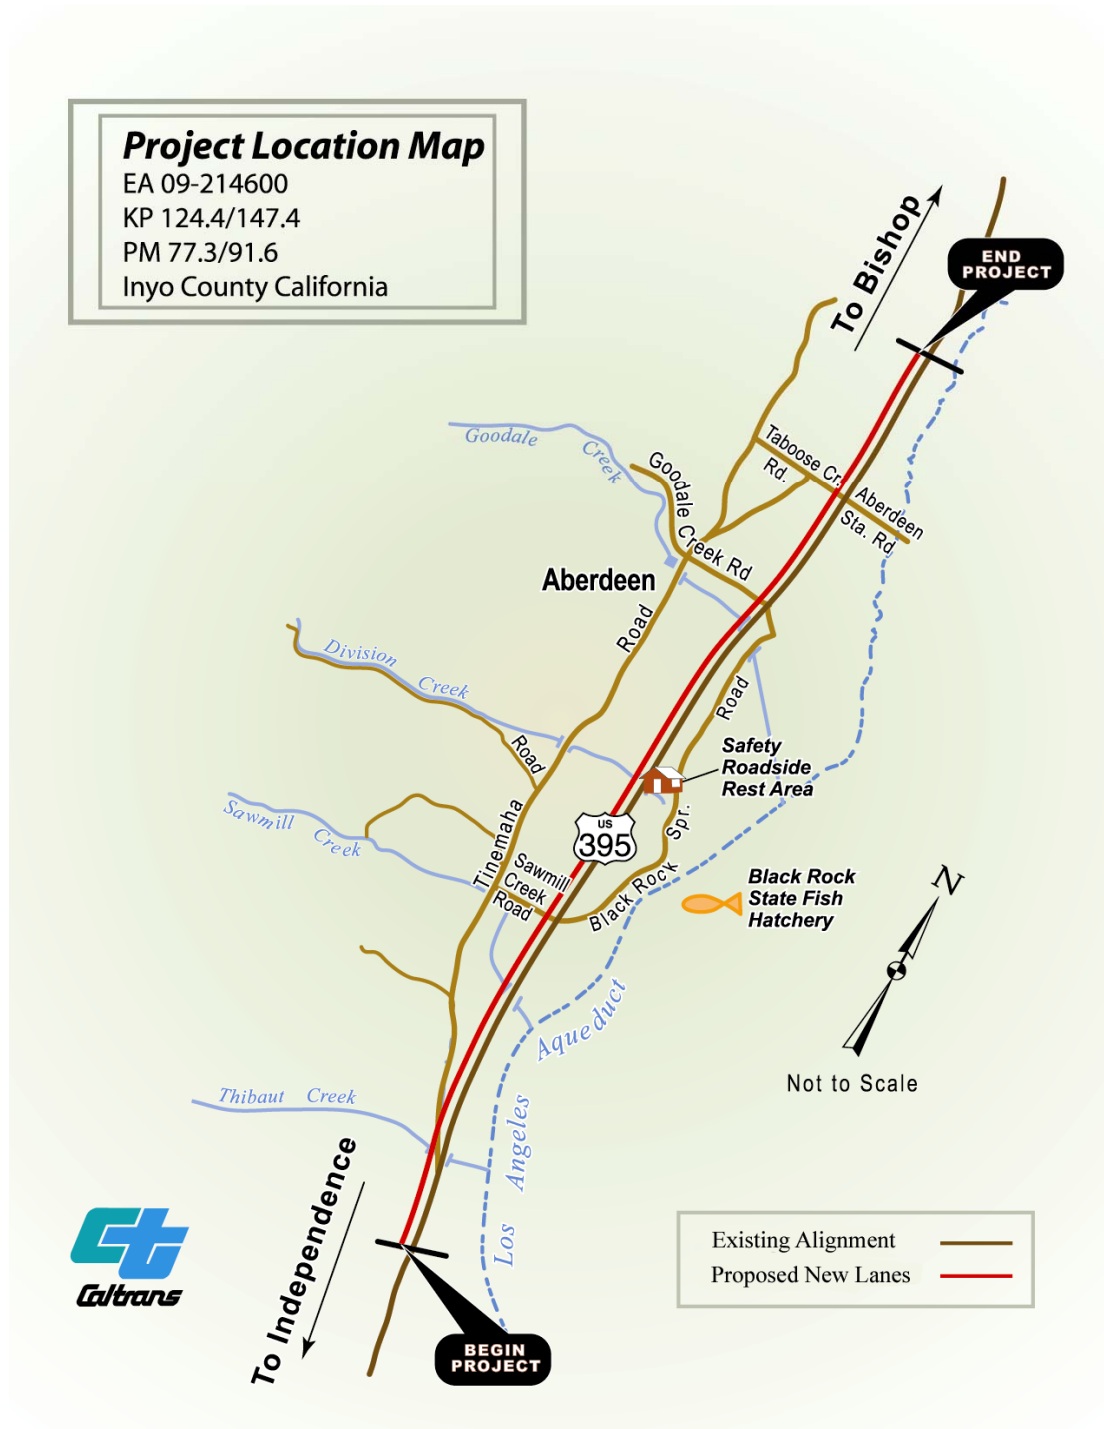 Project Location Map
EA 09-214600
KP 124.4/147.4
PM 77.3/91.6
Inyo County California
To Bishop
END
PROJECT
Goodale
Creek
Goodale
Creek Rd
Taboose Cr.
Rd.
Aberdeen
Sta. Rd.
Aberdeen
Road
Division
Creek
Road
Road
Safety
Roadside
Rest Area
Sawmill
Creek
Tinemaha
US
395
Spr.
Sawmill
Creek
Road
Black Rock
Black Rock
State Fish
Hatchery
N
Aqueduct
Not to Scale
Thibaut Creek
Angeles
Los
To Independence
Caltrans
Existing Alignment
Proposed New Lanes
BEGIN
PROJECT